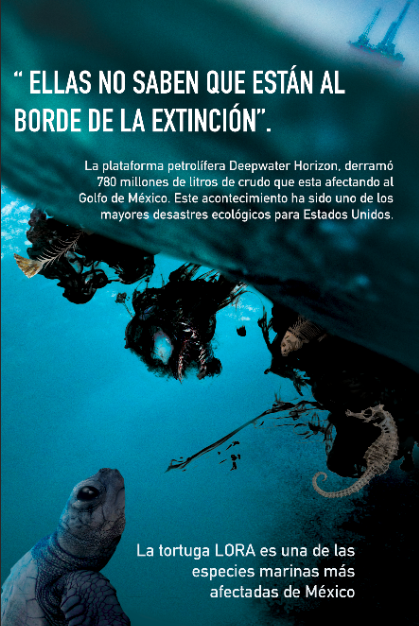 “ ELLAS NO SABEN QUE ESTÁN AL
BORDE DE LA EXTINCIÓN”.
La plataforma petrolífera Deepwater Horizon, derramó
780 millones de litros de crudo que esta afectando al
Golfo de México. Este acontecimiento ha sido uno de los
mayores desastres ecológicos para Estados Unidos.
La tortuga LORA es una de las
especies marinas más
afectadas de México